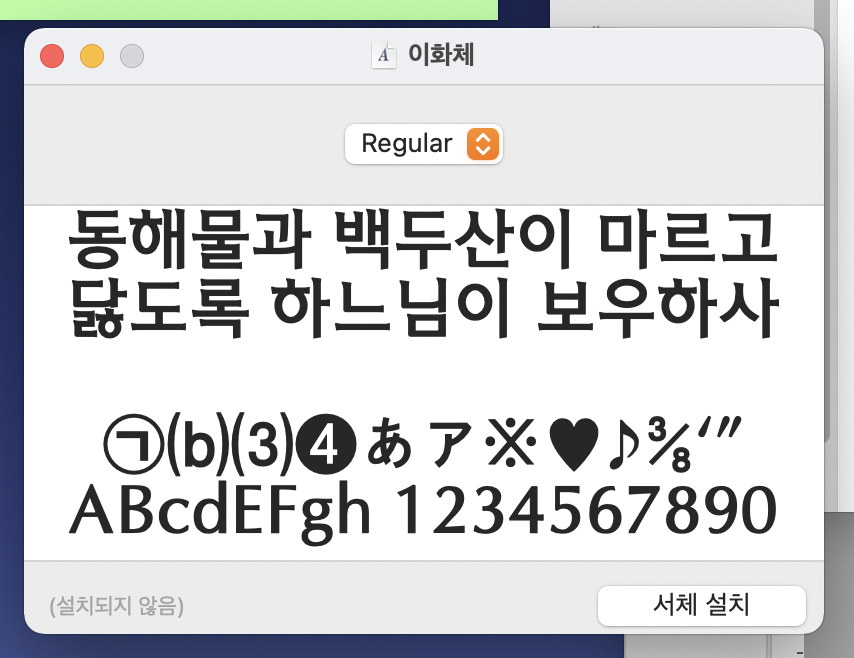 이화체
Regular
동해물과 백두산이 마르고
닳도록 하느님이 보우하사
㉠⒝⑶❹あア※♥♪⅜‘″
ABcdEFgh 1234567890
(설치되지 않음)
서체 설치